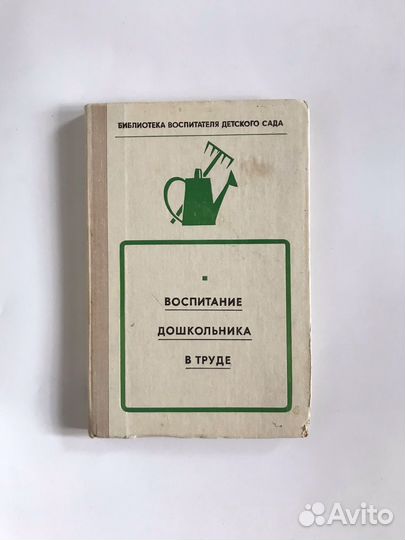 БИБЛИОТЕКА ВОСПИТАТЕЛЯ ДЕТСКОГО САДА
ВОСПИТАНИЕ
ДОШКОЛЬНИКА
В ТРУДЕ
Avito